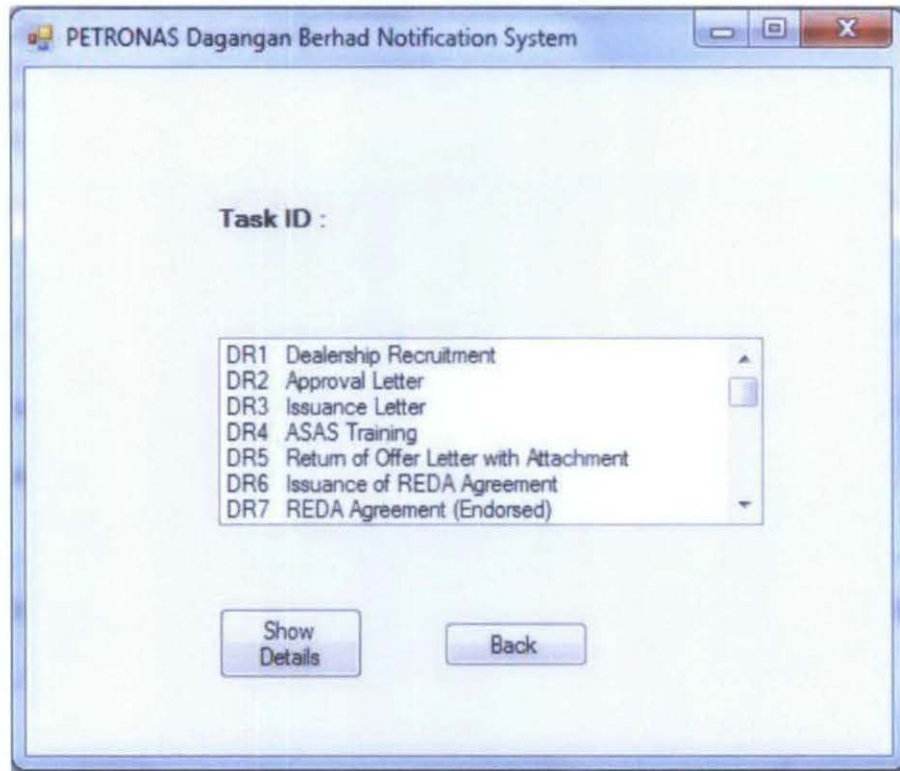 PETRONAS Dagangan Berhad Notification System
Task ID :
DR1 Dealership Recruitment
DR2 Approval Letter
DR3 Issuance Letter
DR4 ASAS Training
DR5 Return of Offer Letter with Attachment
DR6 Issuance of REDA Agreement
DR7 REDA Agreement (Endorsed)
Show
Details
Back